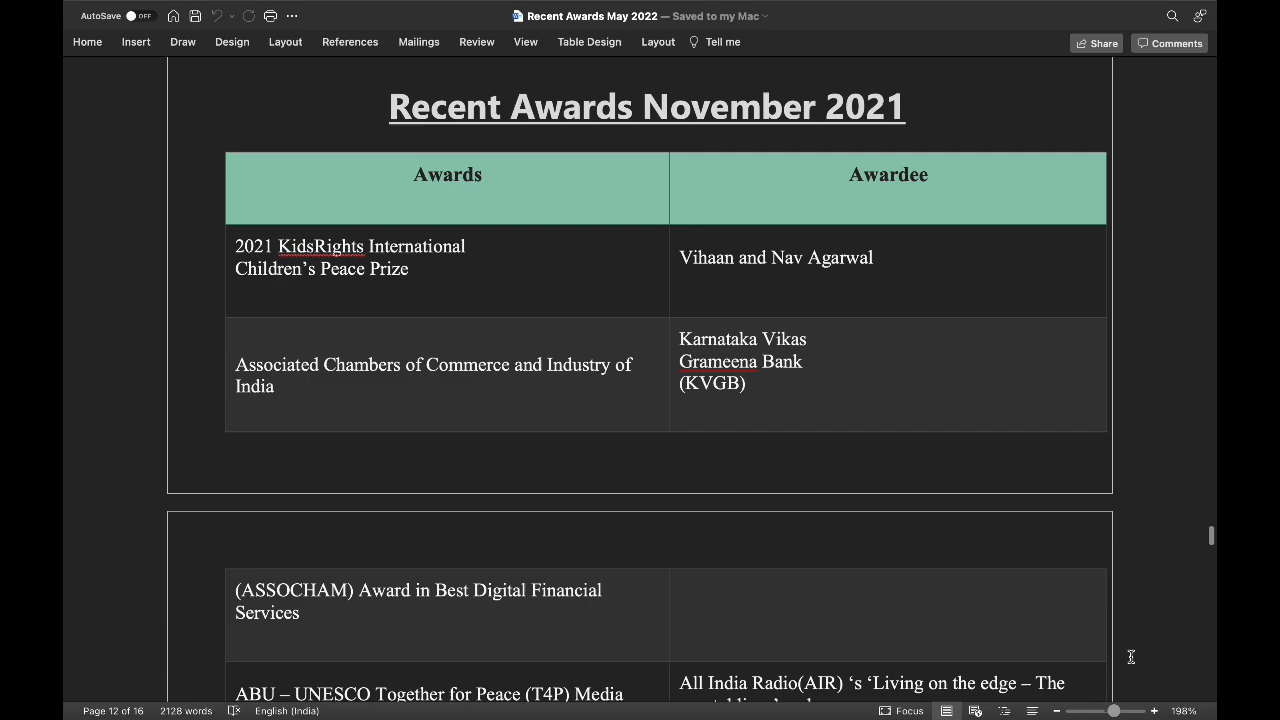 AutoSave OFF
Recent Awards May 2022 — Saved to my Mac
Home Insert Draw Design Layout References Mailings Review View Table Design Layout Tell me
Share Comments
Recent Awards November 2021
Awards Awardee
2021 KidsRights International
Children’s Peace Prize
Vihaan and Nav Agarwal
Associated Chambers of Commerce and Industry of
India
Karnataka Vikas
Grameena Bank
(KVGB)
(ASSOCHAM) Award in Best Digital Financial
Services
ABU – UNESCO Together for Peace (T4P) Media
All India Radio(AIR) ‘s ‘Living on the edge – The
Page 12 of 16 2128 words English (India) Focus 198%